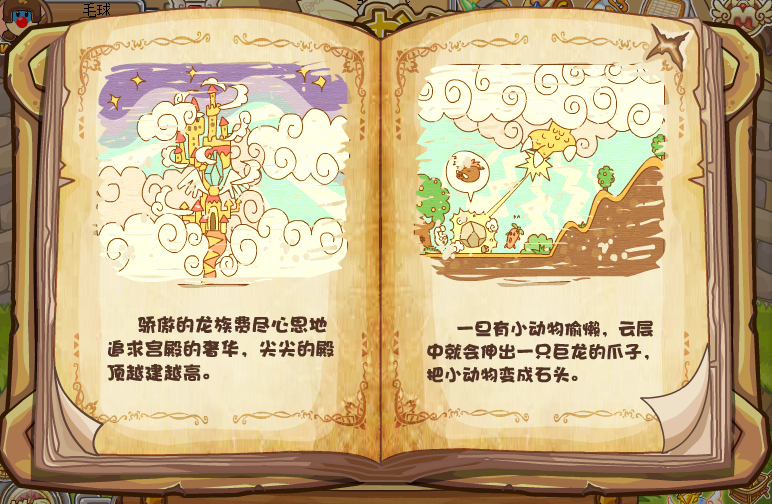 毛球
骄傲的龙族费尽心思地
追求宫殿的奢华，尖尖的殿
顶越建越高。
一旦有小动物偷懒，云层
中就会伸出一只巨龙的爪子，
把小动物变成石头。